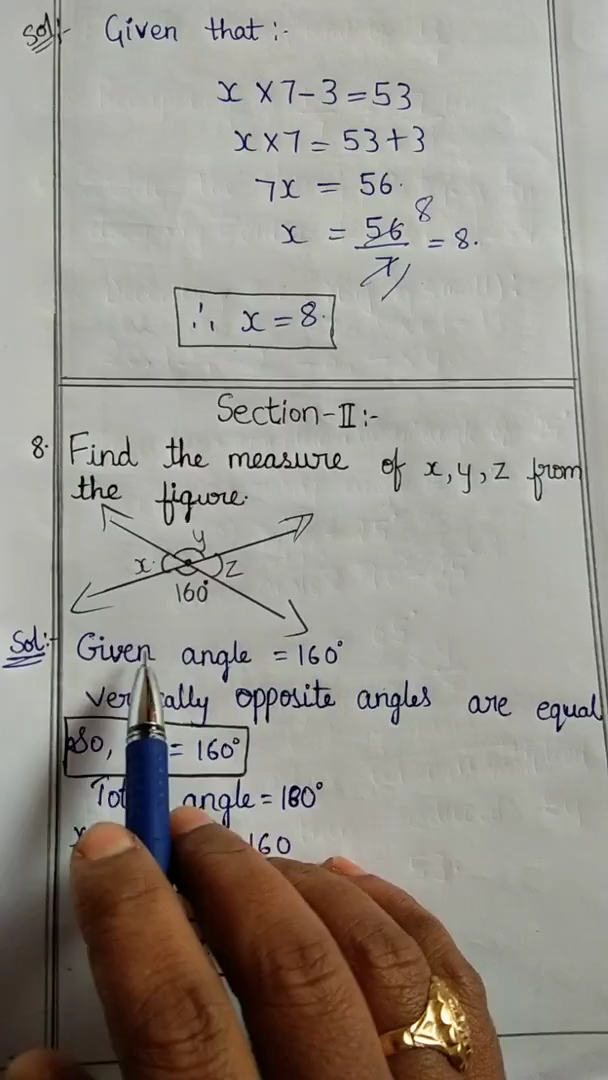 Sol:- Given that :-
x × 7 - 3 = 53
x × 7 = 53 + 3
7x = 56.
x = 56/7 8 = 8.
∴ x = 8.
Section-II:-
8. Find the measure of x, y, z from
the figure.
y
x z
160°
Sol:- Given angle = 160°
opposite angles are equal
So, = 160°
angle = 180°
160